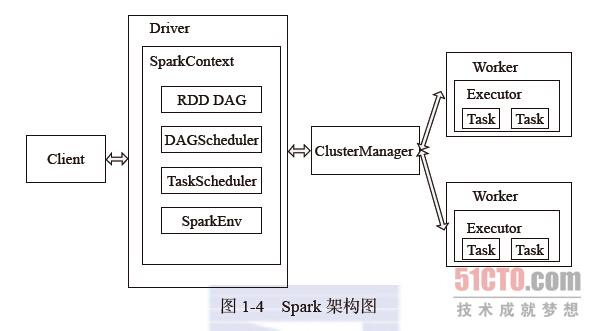 Driver
SparkContext
RDD DAG
DAGScheduler
TaskScheduler
SparkEnv
Client
ClusterManager
Worker
Executor
Task Task
Worker
Executor
Task Task
51CTO.com
技术成就梦想
图 1-4 Spark 架构图